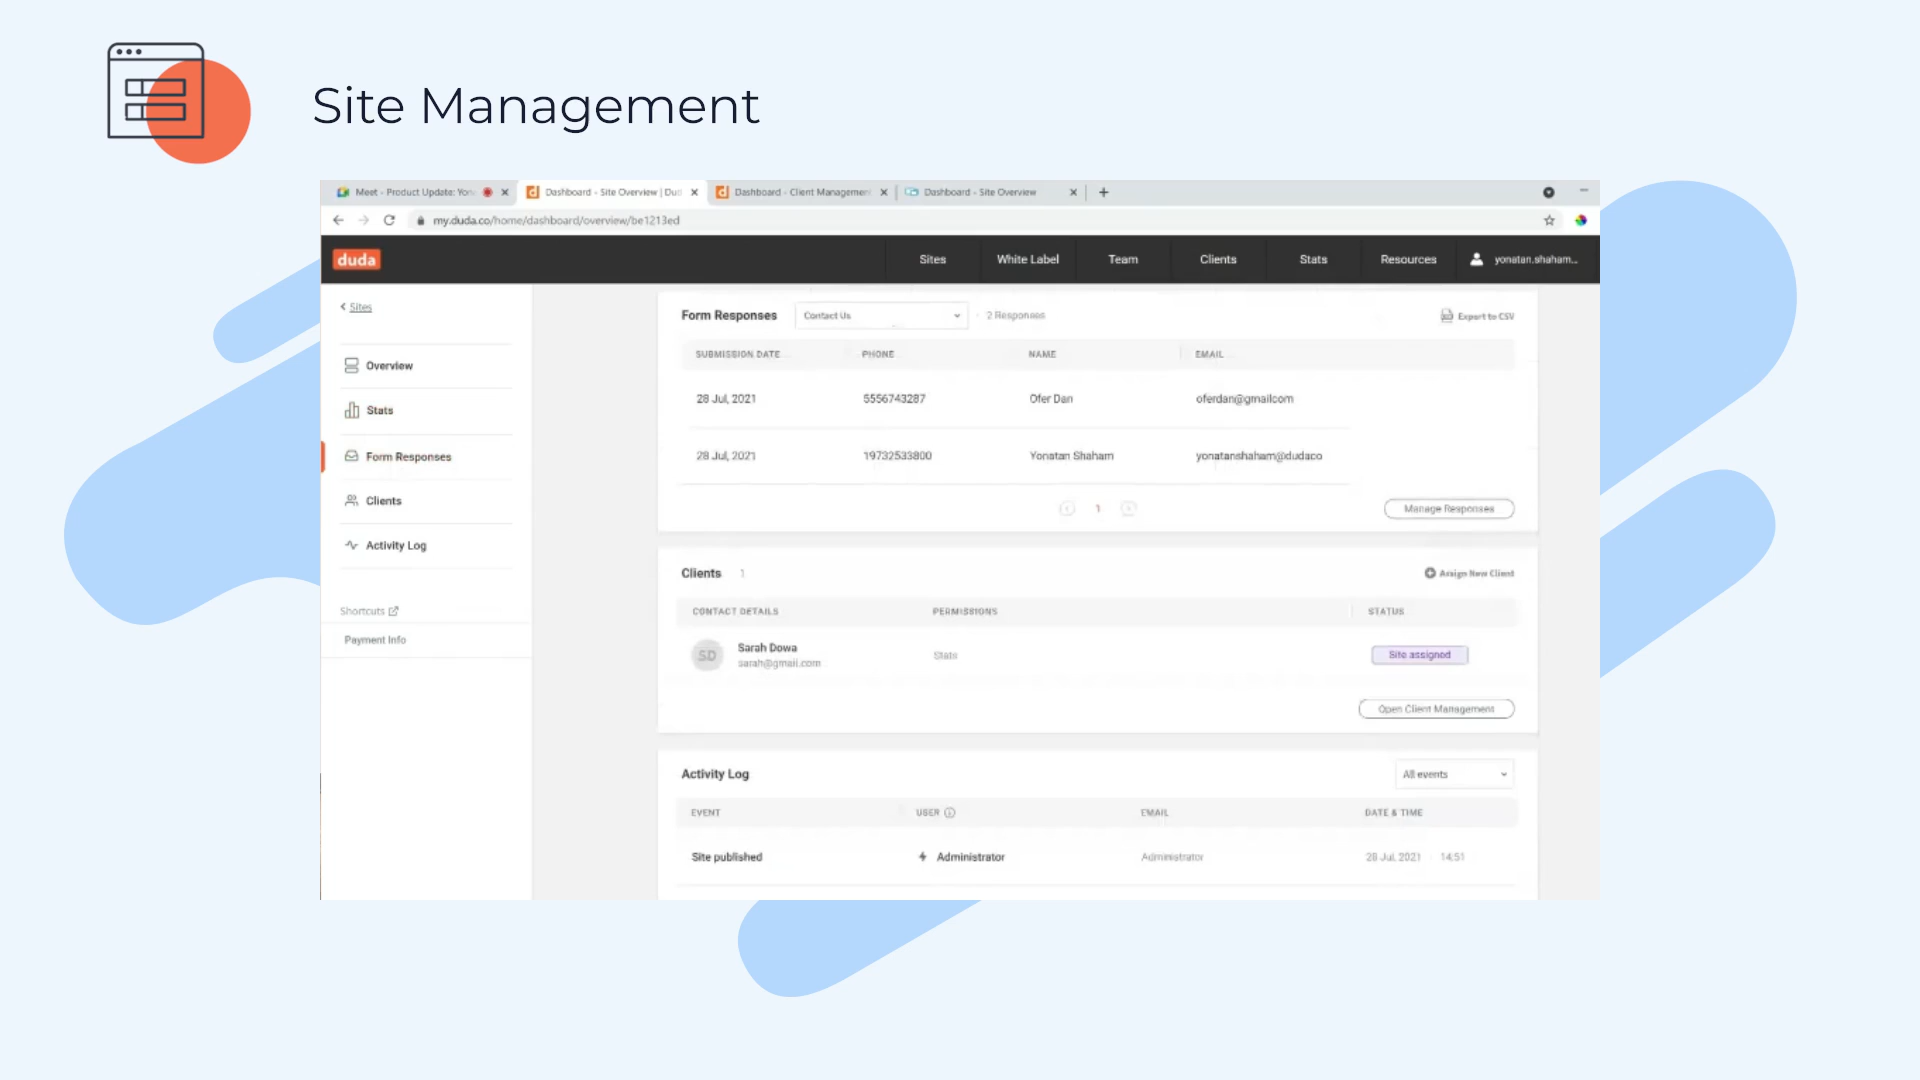 Site Management
Meet - Product Update: Yon
Dashboard - Site Overview | Dud
Dashboard - Client Management
Dashboard - Site Overview
my.duda.co/home/dashboard/overview/be1213ed
duda
Sites
White Label
Team
Clients
Stats
Resources
yonatan.shaham...
Sites
Overview
Stats
Form Responses
Clients
Activity Log
Shortcuts
Payment Info
Form Responses
Contact Us
2 Responses
Export to CSV
SUBMISSION DATE PHONE NAME EMAIL
28 Jul, 2021 5556743287 Ofer Dan oferdan@gmailcom
28 Jul, 2021 19732533800 Yonatan Shaham yonatanshaham@dudaco
1
Manage Responses
Clients 1
Assign New Client
CONTACT DETAILS PERMISSIONS STATUS
SD
Sarah Dowa
sarah@gmail.com
Stats
Site assigned
Open Client Management
Activity Log
All events
EVENT USER EMAIL DATE & TIME
Site published Administrator Administrator 28 Jul, 2021 14:51